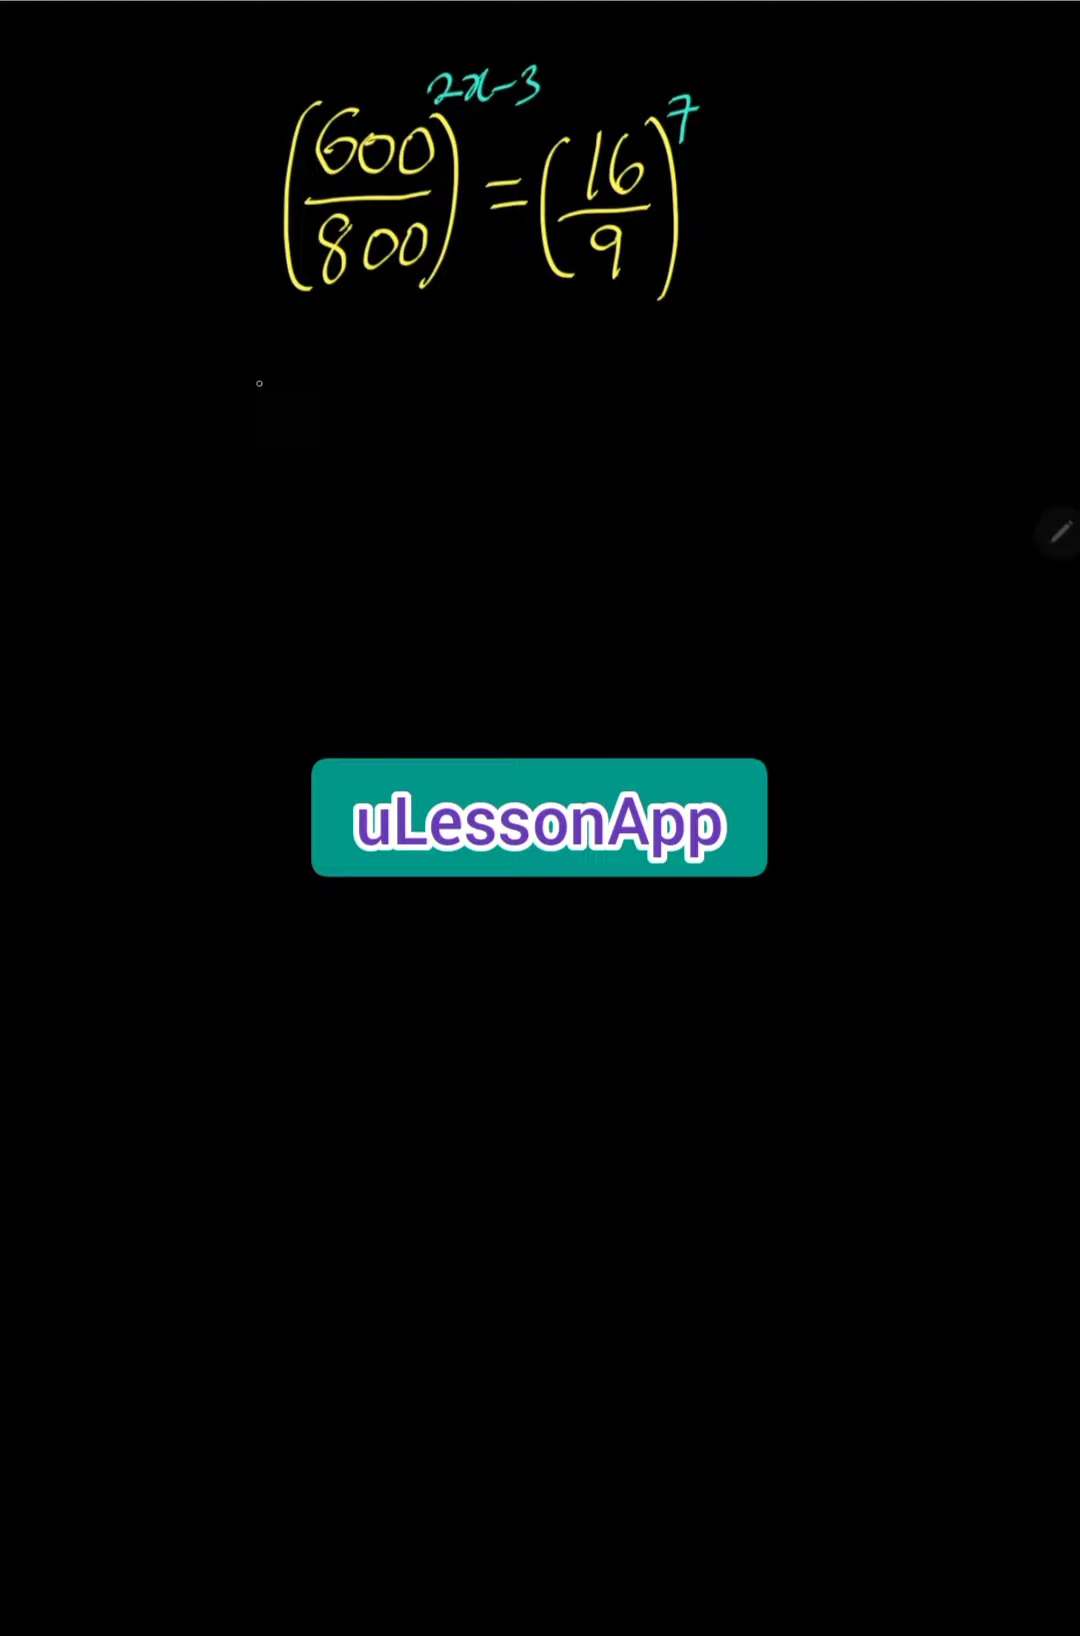 (600/800)^(2x-3) = (16/9)^7
uLessonApp